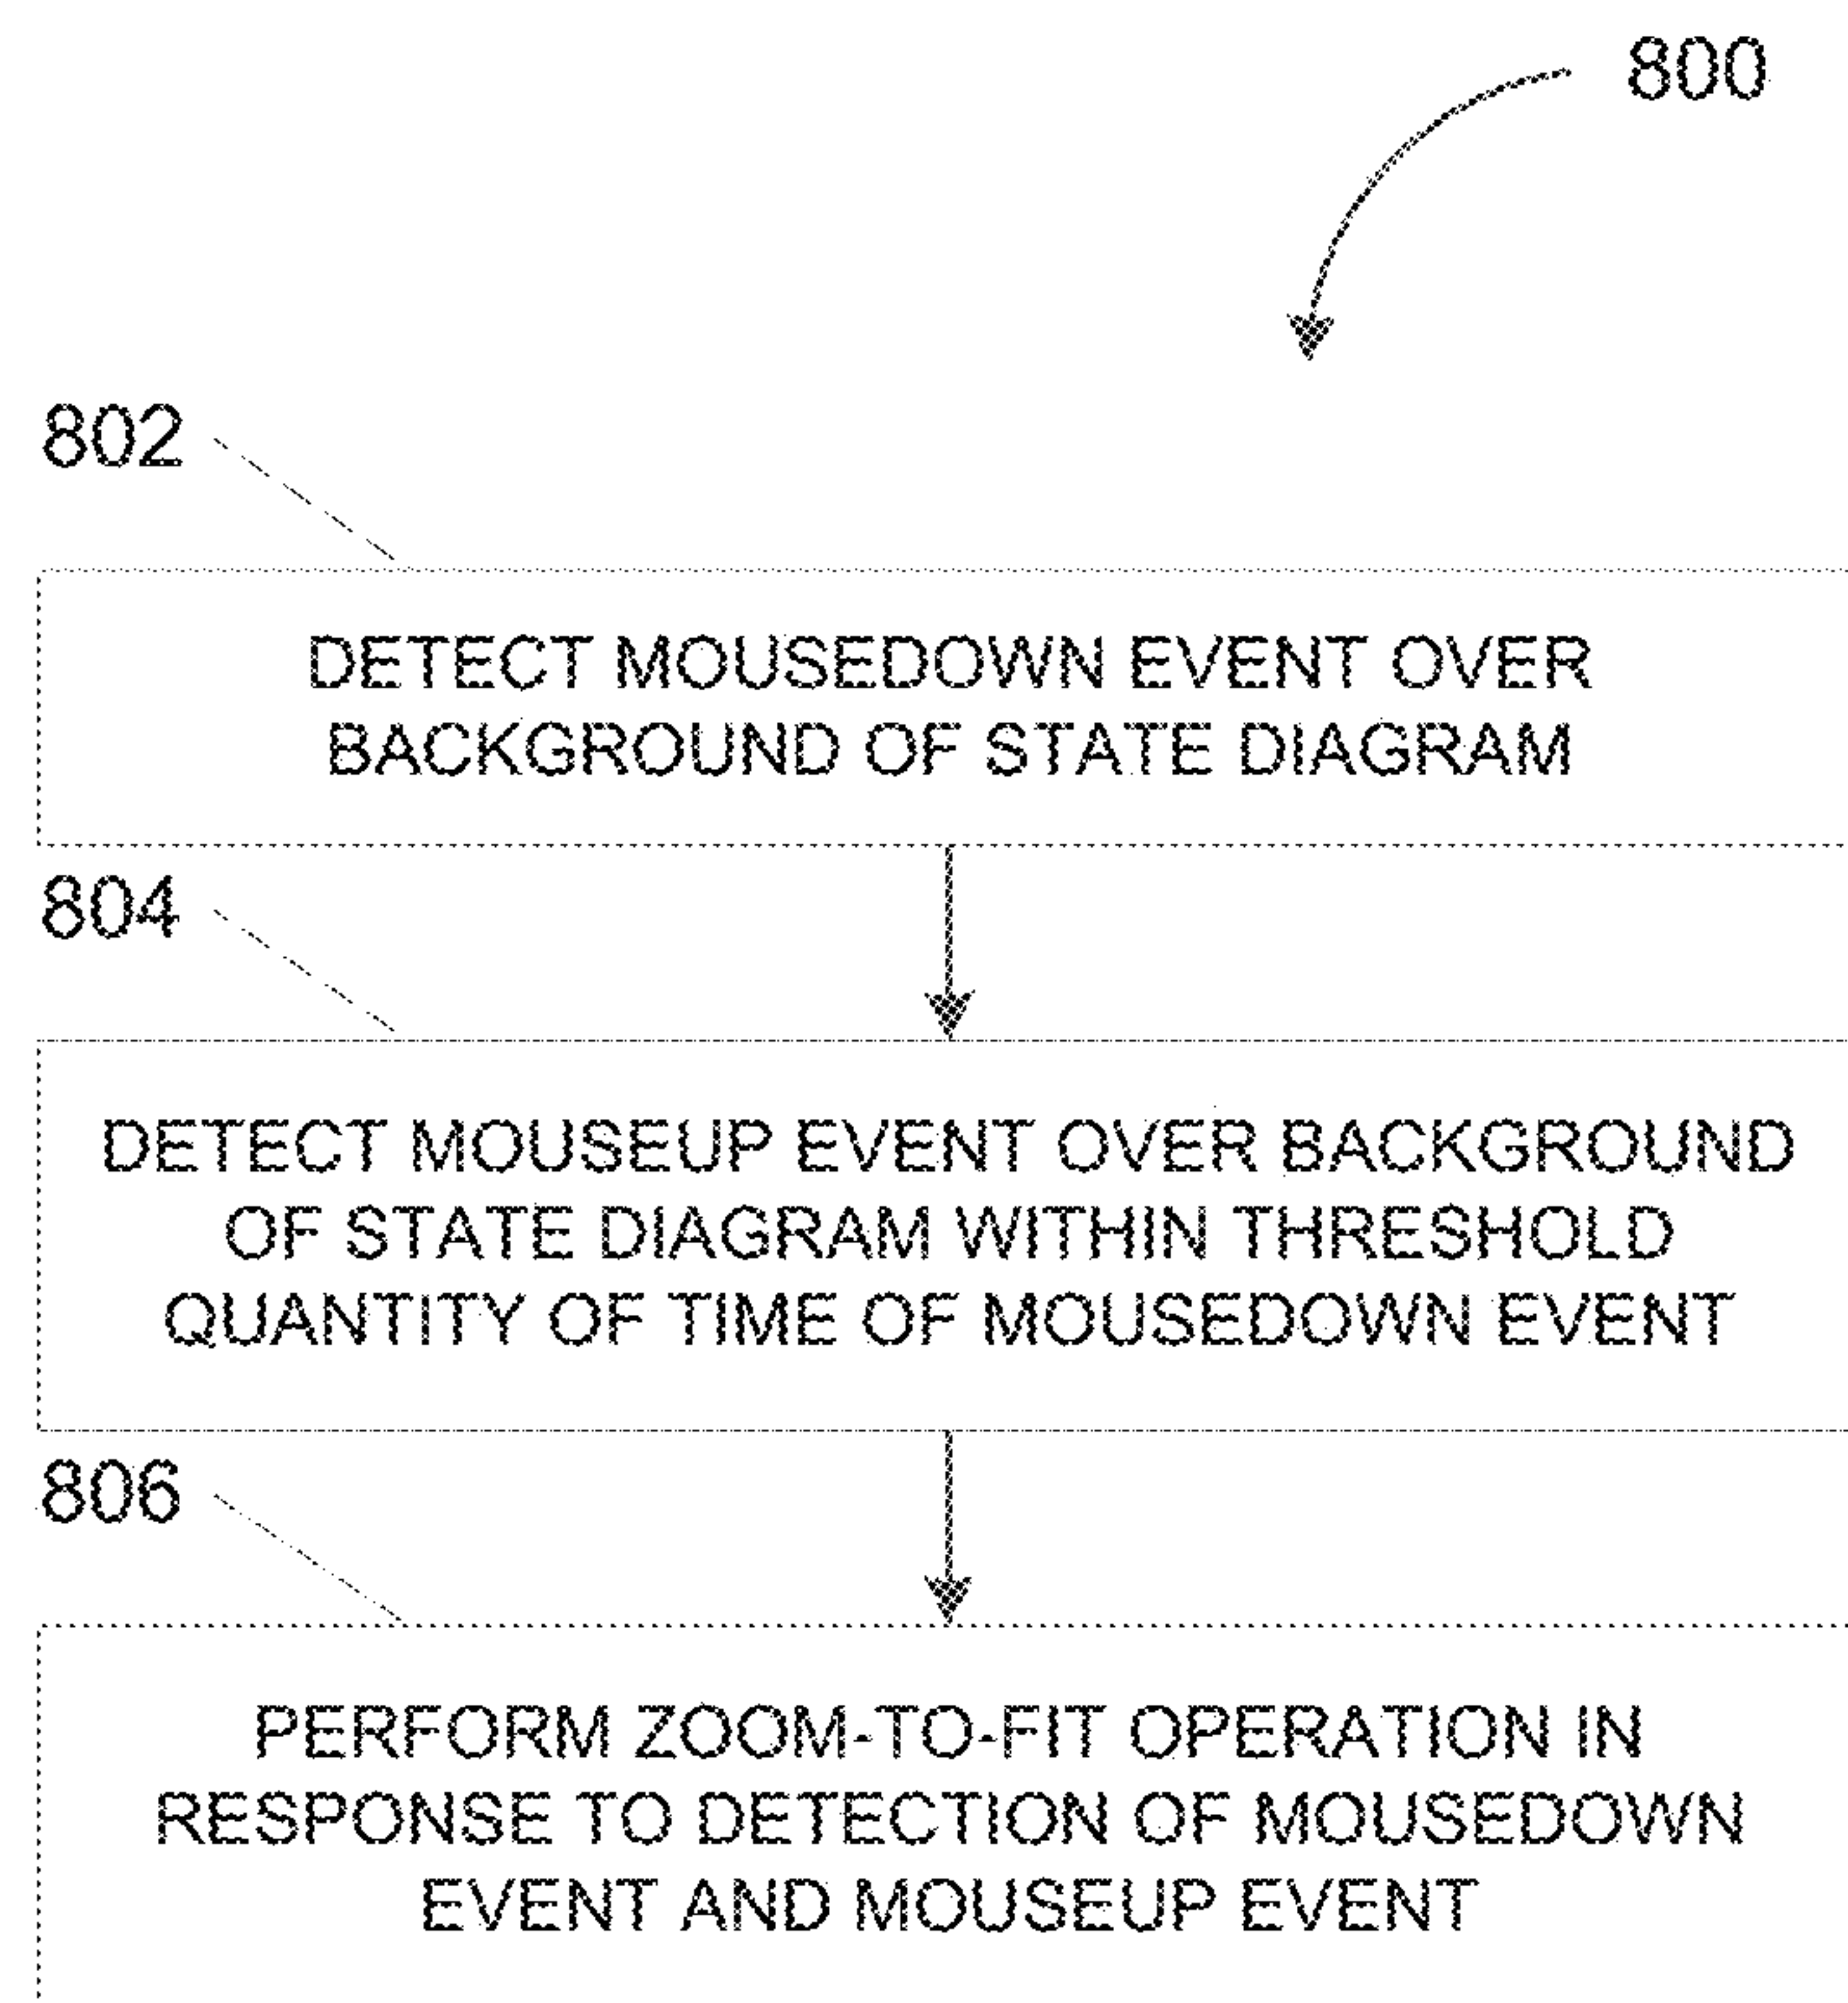 800
802
DETECT MOUSEDOWN EVENT OVER
BACKGROUND OF STATE DIAGRAM
804
DETECT MOUSEUP EVENT OVER BACKGROUND
OF STATE DIAGRAM WITHIN THRESHOLD
QUANTITY OF TIME OF MOUSEDOWN EVENT
806
PERFORM ZOOM-TO-FIT OPERATION IN
RESPONSE TO DETECTION OF MOUSEDOWN
EVENT AND MOUSEUP EVENT